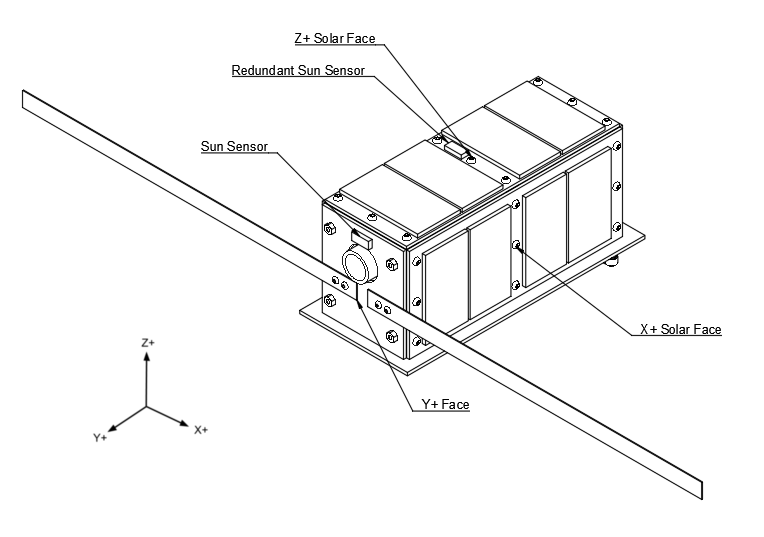 Z+ Solar Face
Redundant Sun Sensor
Sun Sensor
X+ Solar Face
Z+
Y+ Face
Y+
X+